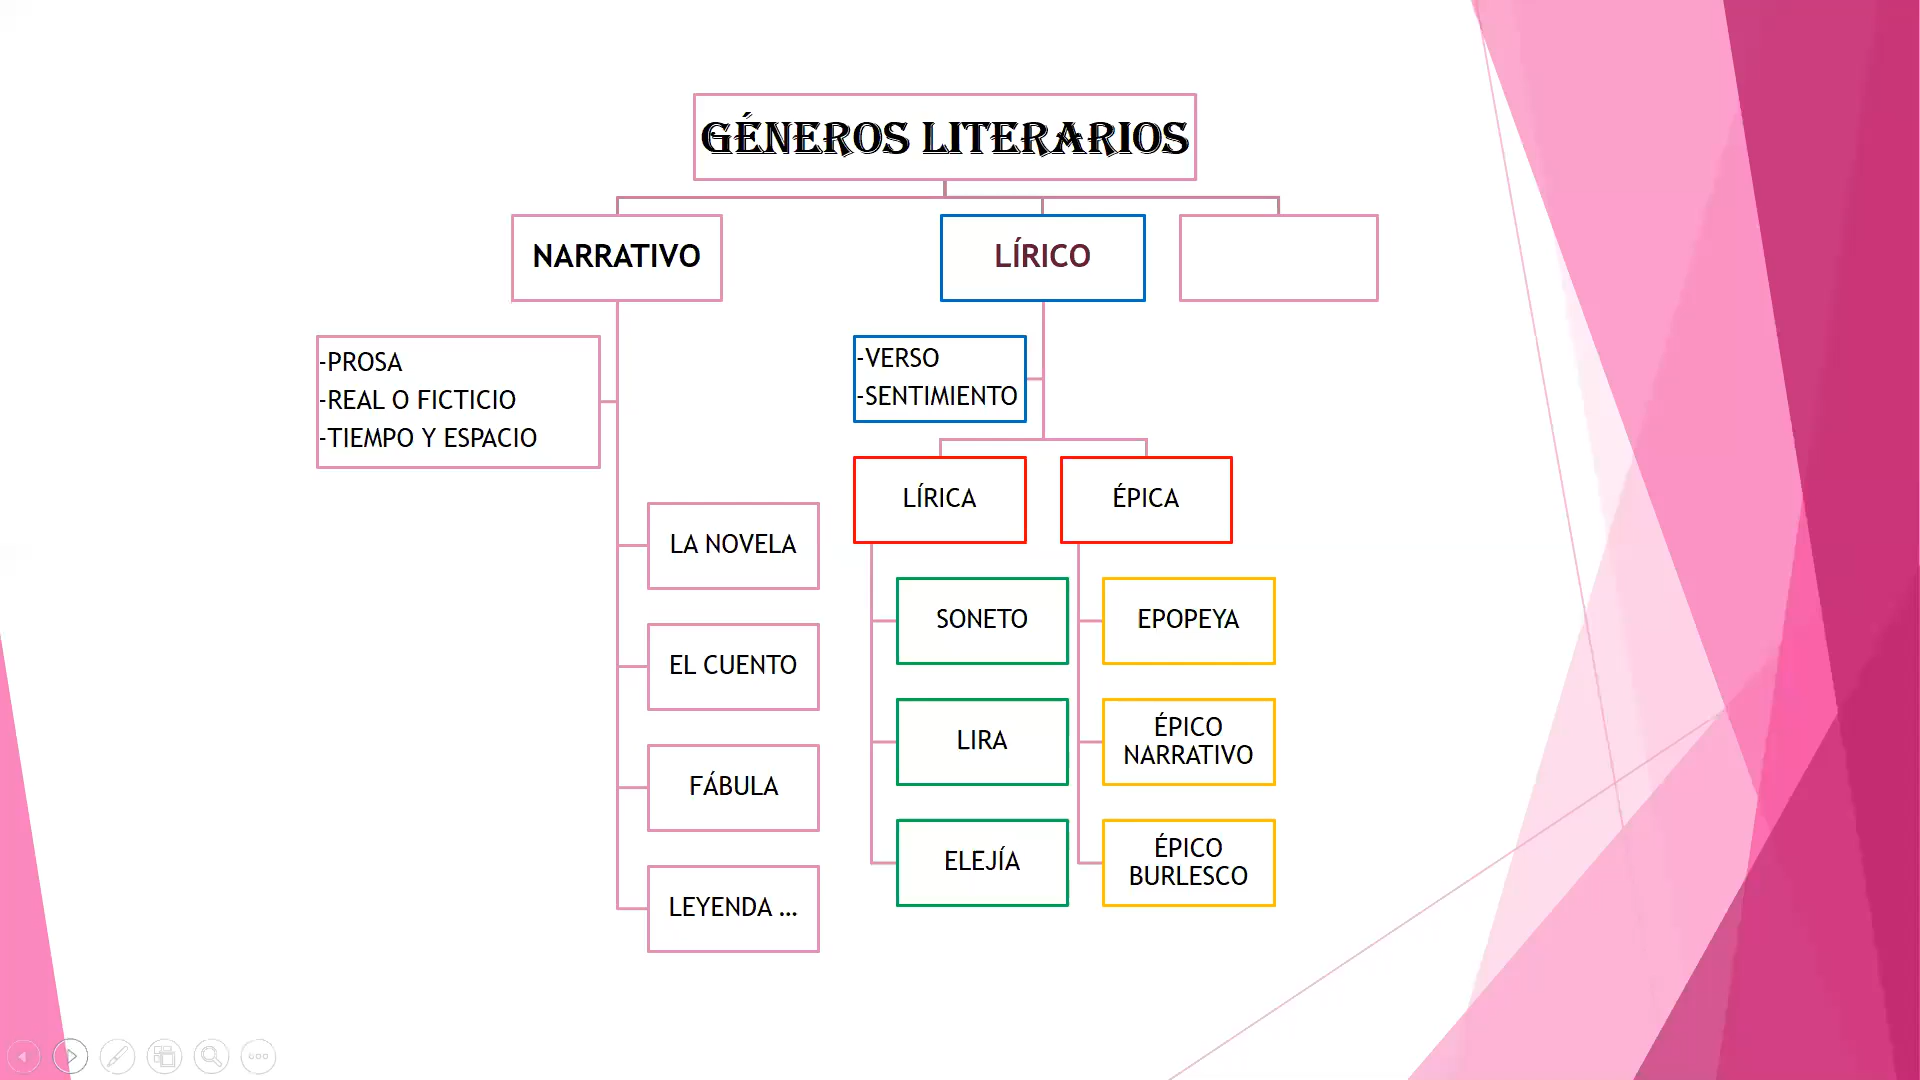 GÉNEROS LITERARIOS
NARRATIVO
LÍRICO
-PROSA
-REAL O FICTICIO
-TIEMPO Y ESPACIO
-VERSO
-SENTIMIENTO
LA NOVELA
EL CUENTO
FÁBULA
LEYENDA ...
LÍRICA
ÉPICA
SONETO
LIRA
ELEJÍA
EPOPEYA
ÉPICO
NARRATIVO
ÉPICO
BURLESCO